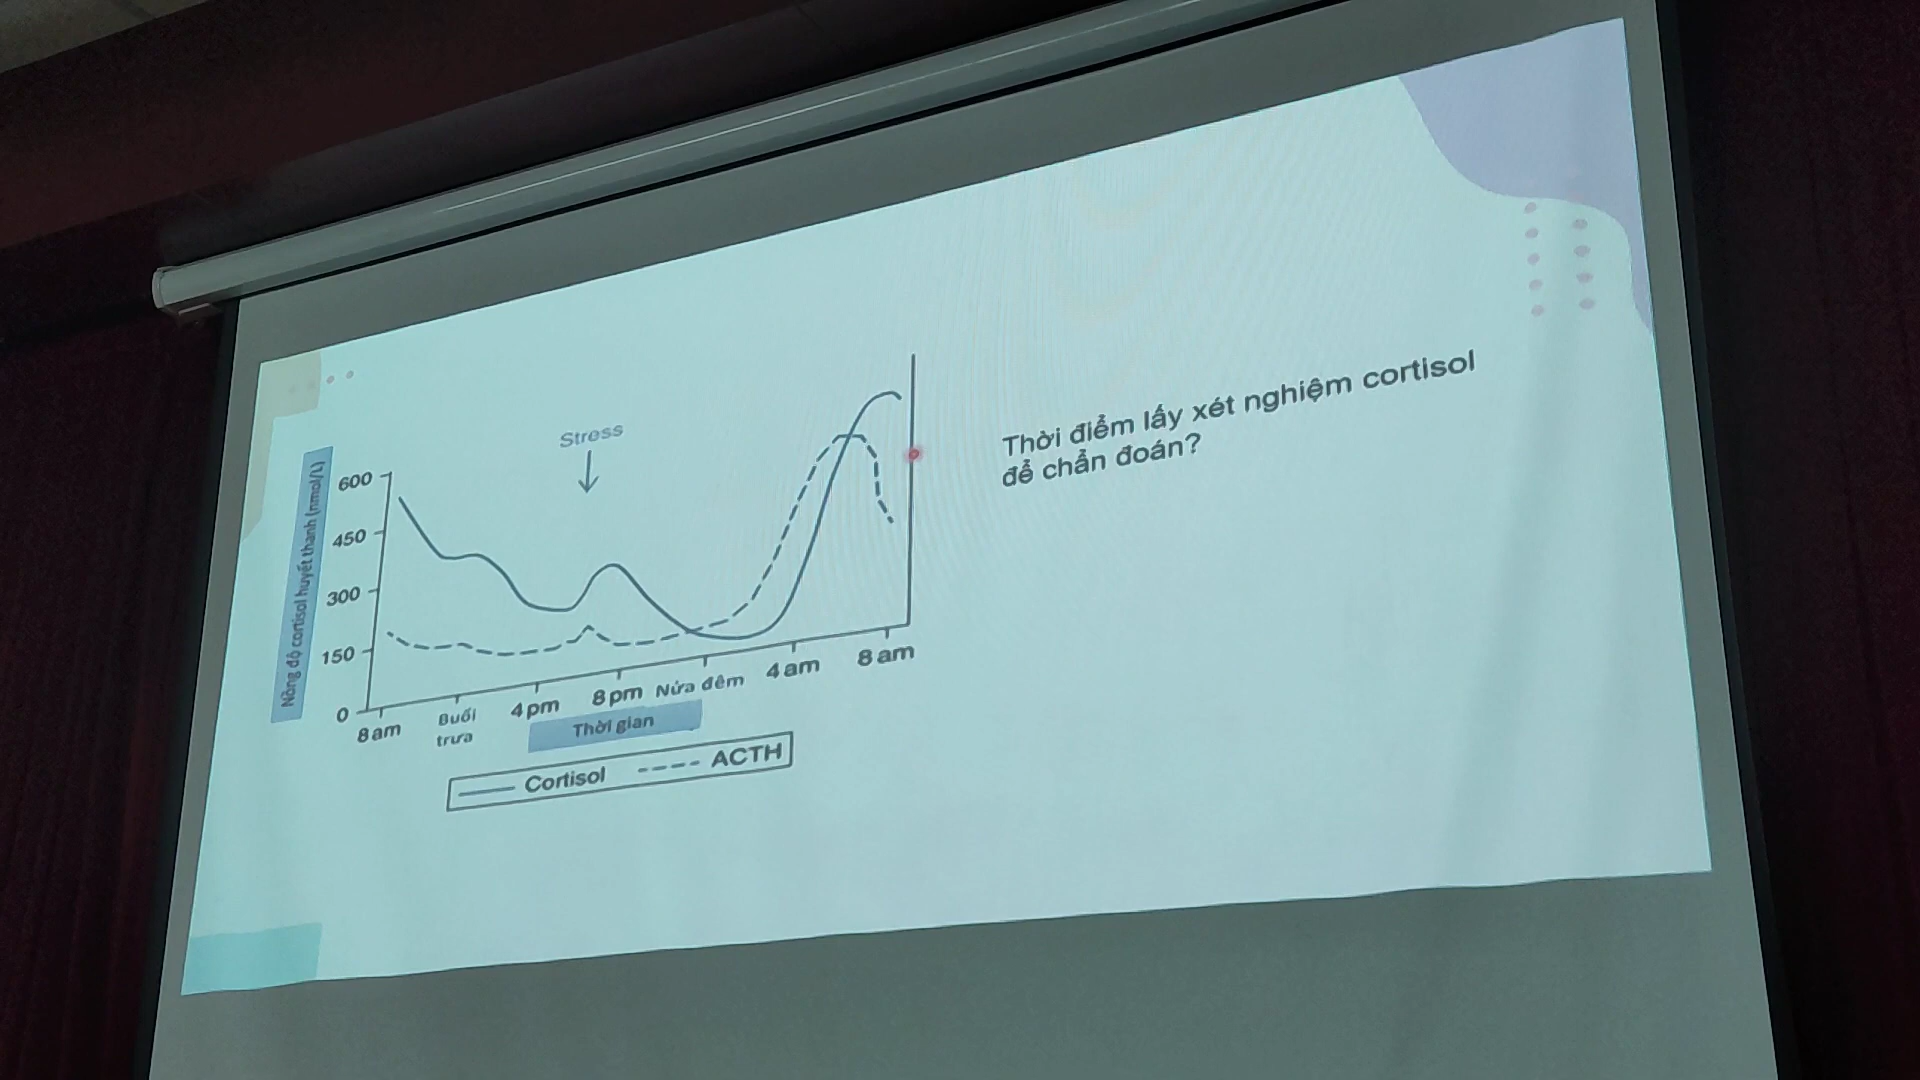 Thời điểm lấy xét nghiệm cortisol
để chẩn đoán?
Stress
Nồng độ cortisol huyết thanh (nmol/L)
600
450
300
150
0
8 am
Buổi
trưa
4 pm
8 pm
Nửa đêm
4 am
8 am
Thời gian
Cortisol
ACTH